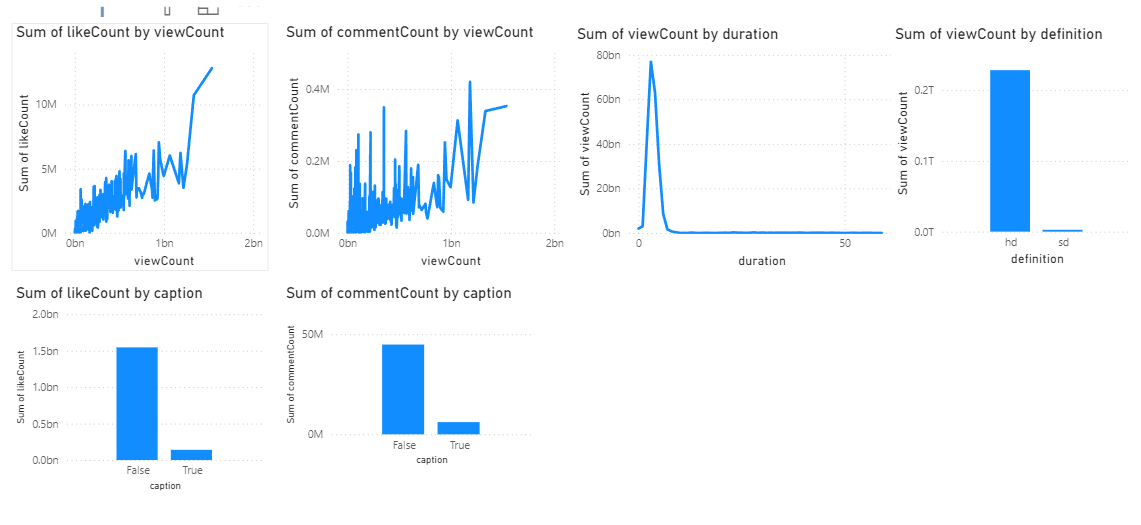 Sum of likeCount by viewCount
Sum of likeCount
10M
5M
0M
0bn
1bn
2bn
viewCount
Sum of commentCount by viewCount
Sum of commentCount
0.4M
0.2M
0.0M
0bn
1bn
2bn
viewCount
Sum of viewCount by duration
Sum of viewCount
80bn
60bn
40bn
20bn
0bn
0
50
duration
Sum of viewCount by definition
Sum of viewCount
0.2T
0.1T
0.0T
hd
sd
definition
Sum of likeCount by caption
Sum of likeCount
2.0bn
1.5bn
1.0bn
0.5bn
0.0bn
False
True
caption
Sum of commentCount by caption
Sum of commentCount
50M
0M
False
True
caption